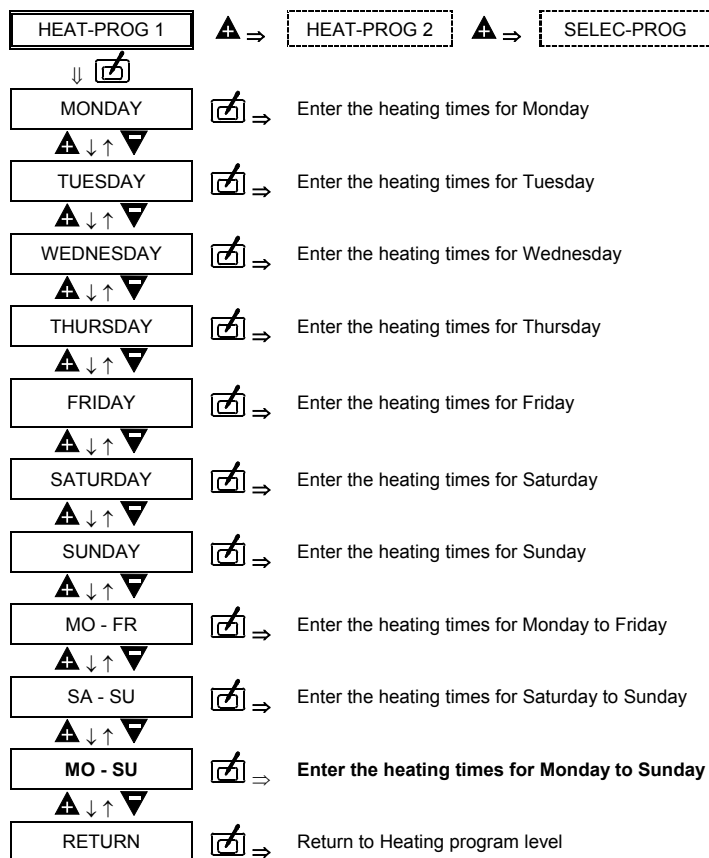 HEAT-PROG 1 ⇒ HEAT-PROG 2 ⇒ SELEC-PROG
⇓
MONDAY ⇒ Enter the heating times for Monday
↓↑
TUESDAY ⇒ Enter the heating times for Tuesday
↓↑
WEDNESDAY ⇒ Enter the heating times for Wednesday
↓↑
THURSDAY ⇒ Enter the heating times for Thursday
↓↑
FRIDAY ⇒ Enter the heating times for Friday
↓↑
SATURDAY ⇒ Enter the heating times for Saturday
↓↑
SUNDAY ⇒ Enter the heating times for Sunday
↓↑
MO - FR ⇒ Enter the heating times for Monday to Friday
↓↑
SA - SU ⇒ Enter the heating times for Saturday to Sunday
↓↑
MO - SU ⇒ Enter the heating times for Monday to Sunday
↓↑
RETURN ⇒ Return to Heating program level